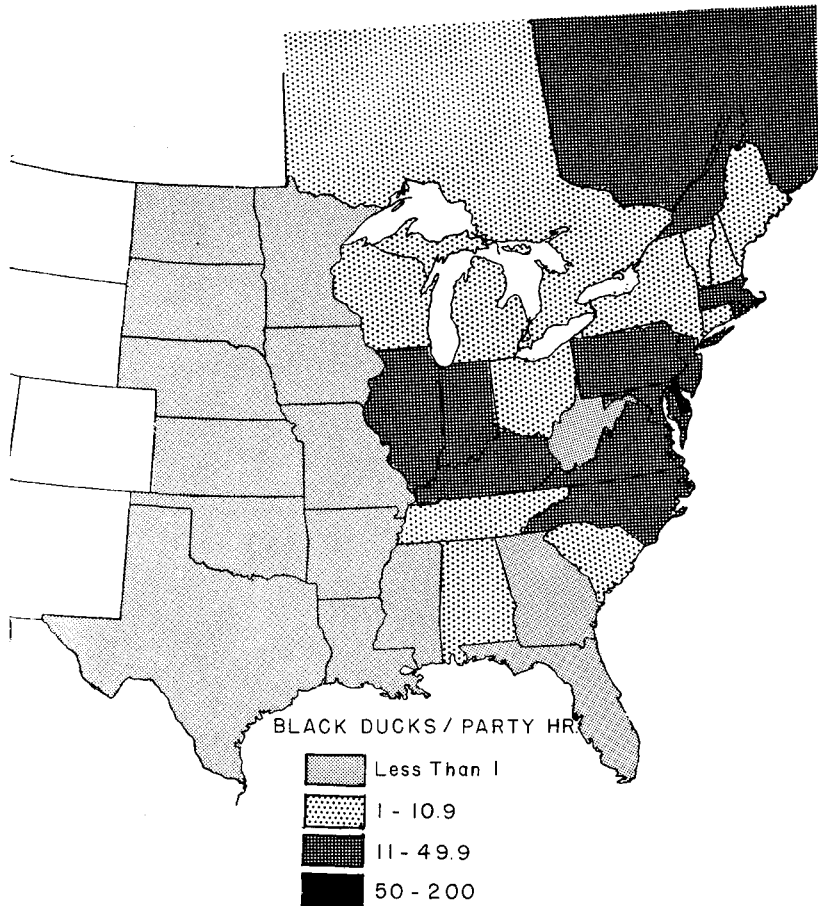 BLACK DUCKS / PARTY HR.
Less Than 1
1 - 10.9
11 - 49.9
50 - 200